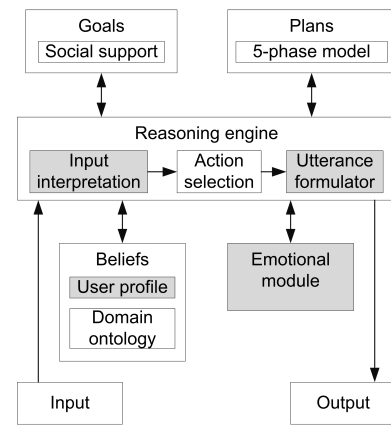 Goals
Social support
Plans
5-phase model
Reasoning engine
Input
interpretation
Action
selection
Utterance
formulator
Beliefs
User profile
Domain
ontology
Emotional
module
Input
Output